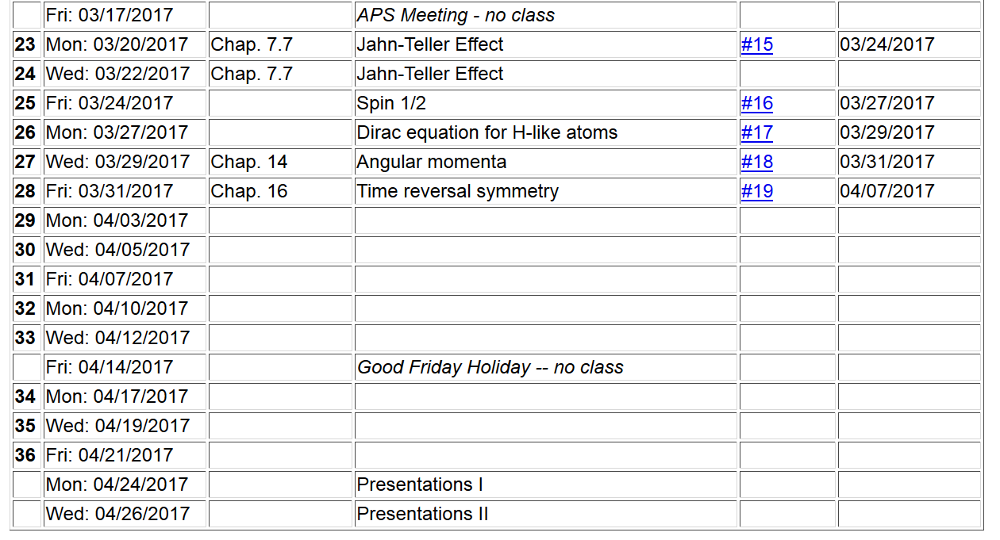 Fri: 03/17/2017 APS Meeting - no class
23 Mon: 03/20/2017 Chap. 7.7 Jahn-Teller Effect #15 03/24/2017
24 Wed: 03/22/2017 Chap. 7.7 Jahn-Teller Effect
25 Fri: 03/24/2017 Spin 1/2 #16 03/27/2017
26 Mon: 03/27/2017 Dirac equation for H-like atoms #17 03/29/2017
27 Wed: 03/29/2017 Chap. 14 Angular momenta #18 03/31/2017
28 Fri: 03/31/2017 Chap. 16 Time reversal symmetry #19 04/07/2017
29 Mon: 04/03/2017
30 Wed: 04/05/2017
31 Fri: 04/07/2017
32 Mon: 04/10/2017
33 Wed: 04/12/2017
Fri: 04/14/2017 Good Friday Holiday -- no class
34 Mon: 04/17/2017
35 Wed: 04/19/2017
36 Fri: 04/21/2017
Mon: 04/24/2017 Presentations I
Wed: 04/26/2017 Presentations II